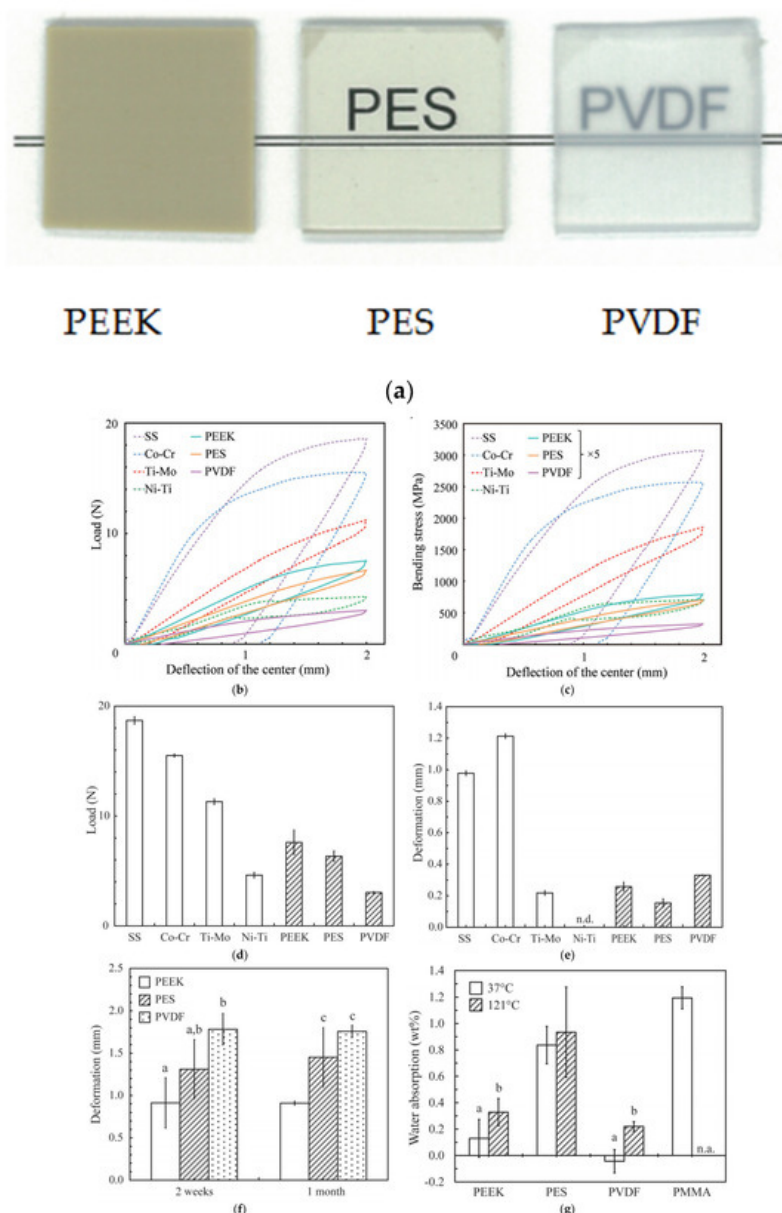 PES PVDF
PEEK PES PVDF
(a)
20
10
0
Load (N)
SS
Co-Cr
Ti-Mo
Ni-Ti
PEEK
PES
PVDF
0 1 2
Deflection of the center (mm)
(b)
3500
3000
2500
2000
1500
1000
500
Bending stress (MPa)
SS
Co-Cr
Ti-Mo
Ni-Ti
PEEK
PES
PVDF
×5
0 1 2
Deflection of the center (mm)
(c)
20
10
0
Load (N)
SS Co-Cr Ti-Mo Ni-Ti PEEK PES PVDF
(d)
1.4
1.2
1.0
0.8
0.6
0.4
0.2
0.0
Deformation (mm)
n.d.
SS Co-Cr Ti-Mo Ni-Ti PEEK PES PVDF
(e)
2.5
2.0
1.5
1.0
0.5
0.0
Deformation (mm)
PEEK
PES
PVDF
a a,b b c c
2 weeks 1 month
(f)
1.4
1.2
1.0
0.8
0.6
0.4
0.2
0.0
-0.2
Water absorption (wt%)
37°C
121°C
a b a b n.a.
PEEK PES PVDF PMMA
(g)